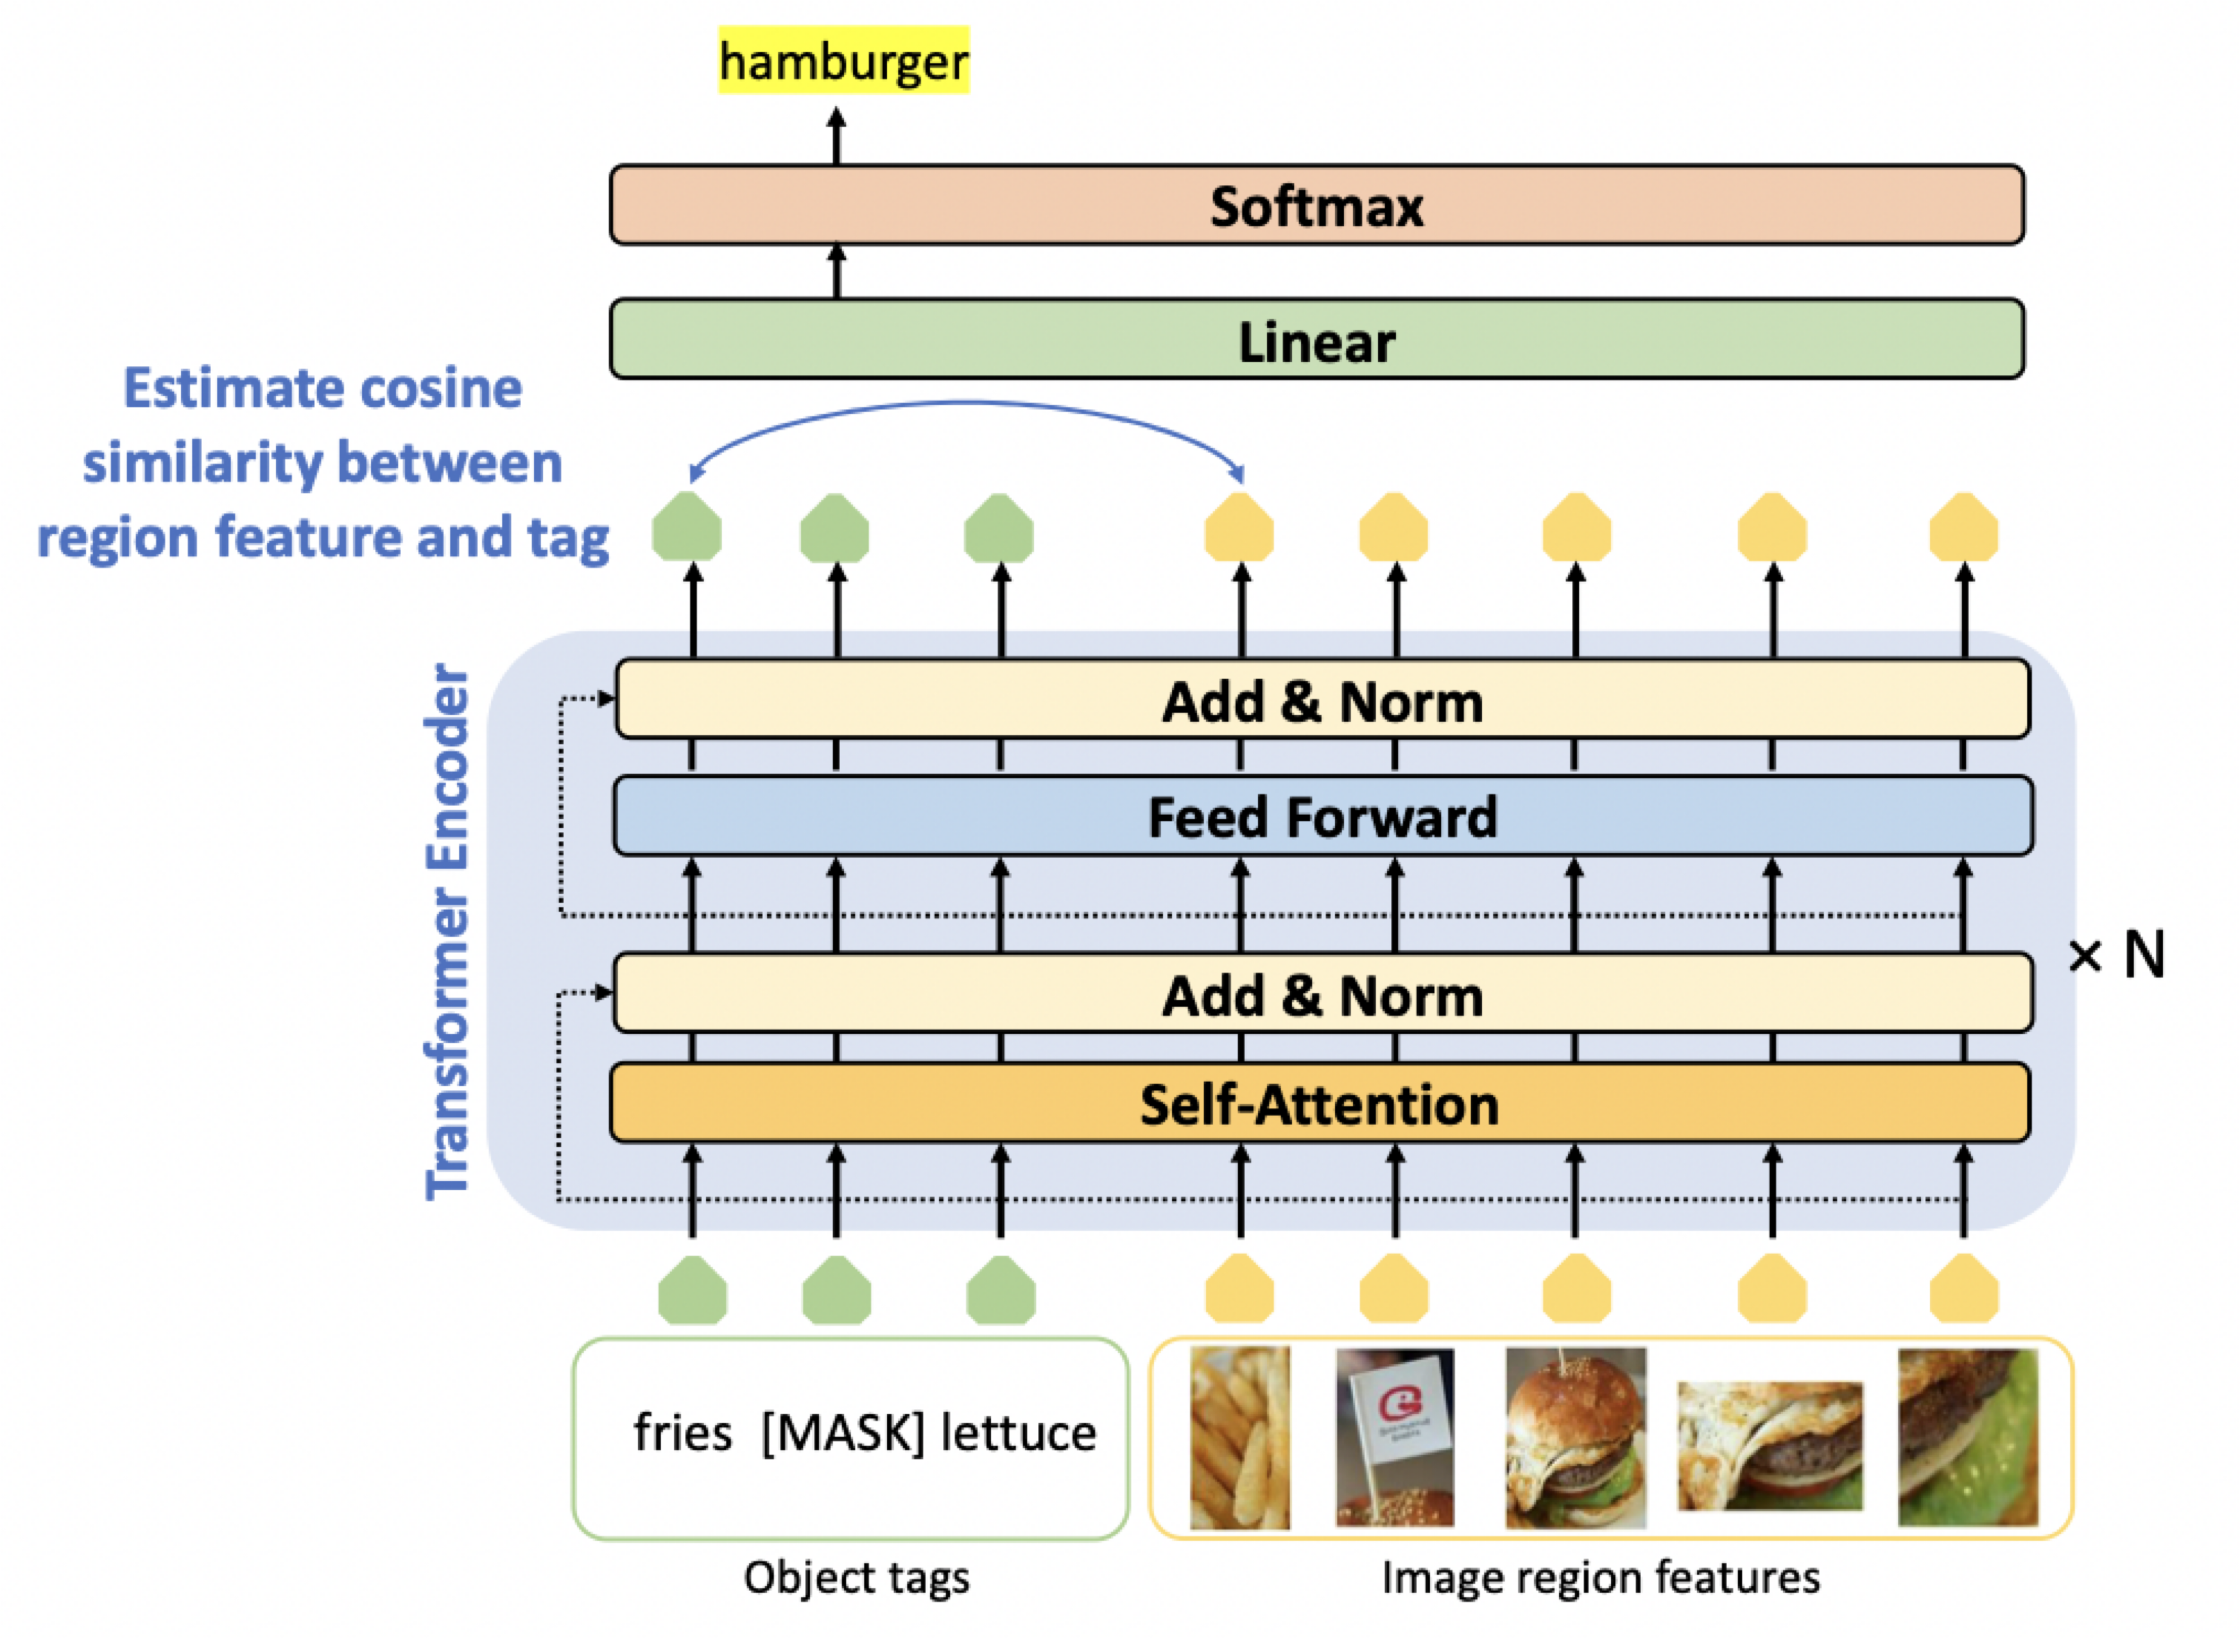 hamburger
Softmax
Linear
Estimate cosine
similarity between
region feature and tag
Transformer Encoder
Add & Norm
Feed Forward
Add & Norm
× N
Self-Attention
fries [MASK] lettuce
Object tags
Image region features